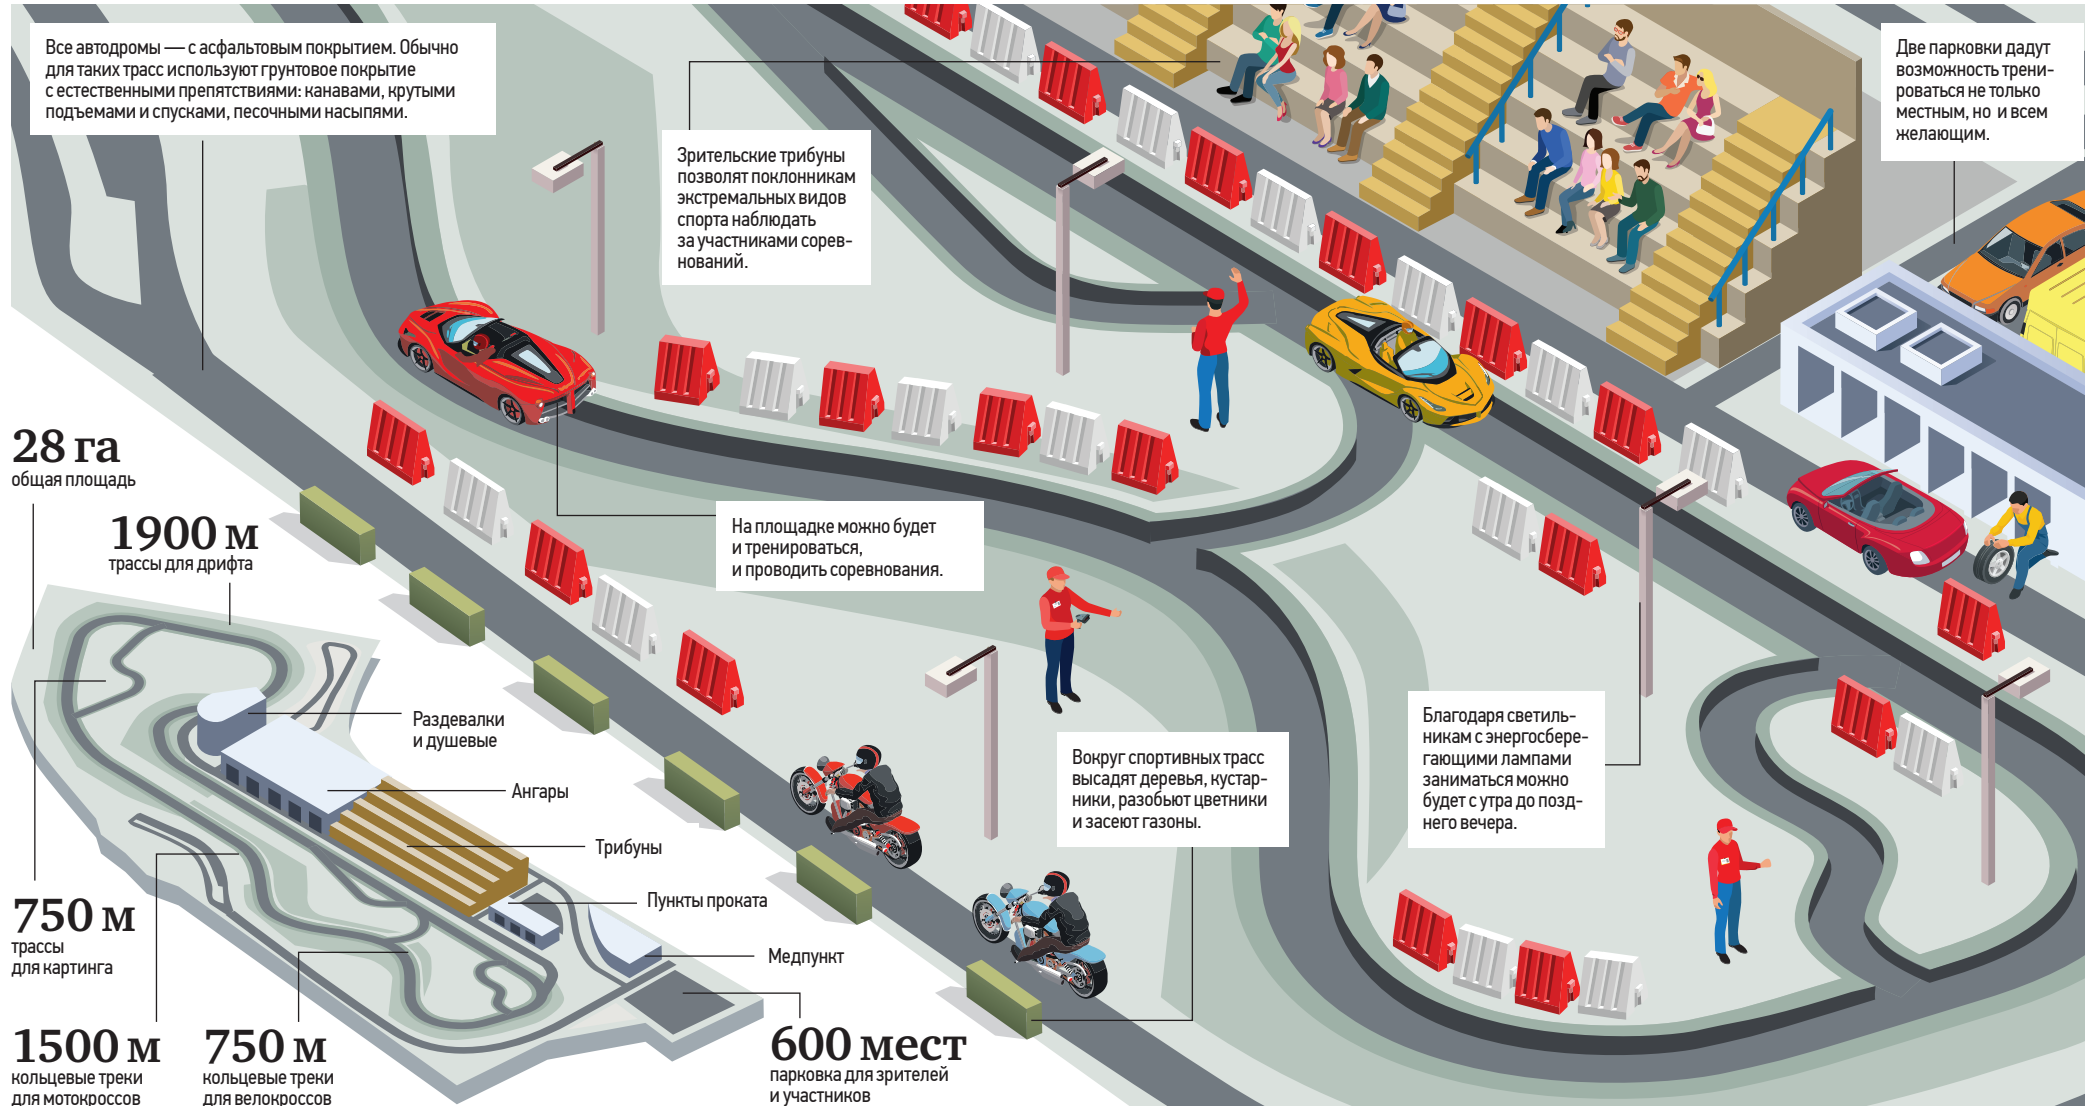 Все автодромы — с асфальтовым покрытием. Обычно
для таких трасс используют грунтовое покрытие
с естественными препятствиями: канавами, крутыми
подъемами и спусками, песочными насыпями.
Зрительские трибуны
позволят поклонникам
экстремальных видов
спорта наблюдать
за участниками сорев-
нований.
Две парковки дадут
возможность трени-
роваться не только
местным, но и всем
желающим.
На площадке можно будет
и тренироваться,
и проводить соревнования.
Вокруг спортивных трасс
высадят деревья, кустар-
ники, разобьют цветники
и засеют газоны.
Благодаря светиль-
никам с энергосбере-
гающими лампами
заниматься можно
будет с утра до позд-
него вечера.
28 га
общая площадь
1900 м
трассы для дрифта
Раздевалки
и душевые
Ангары
Трибуны
Пункты проката
Медпункт
750 м
трассы
для картинга
1500 м
кольцевые треки
для мотокроссов
750 м
кольцевые треки
для велокроссов
600 мест
парковка для зрителей
и участников